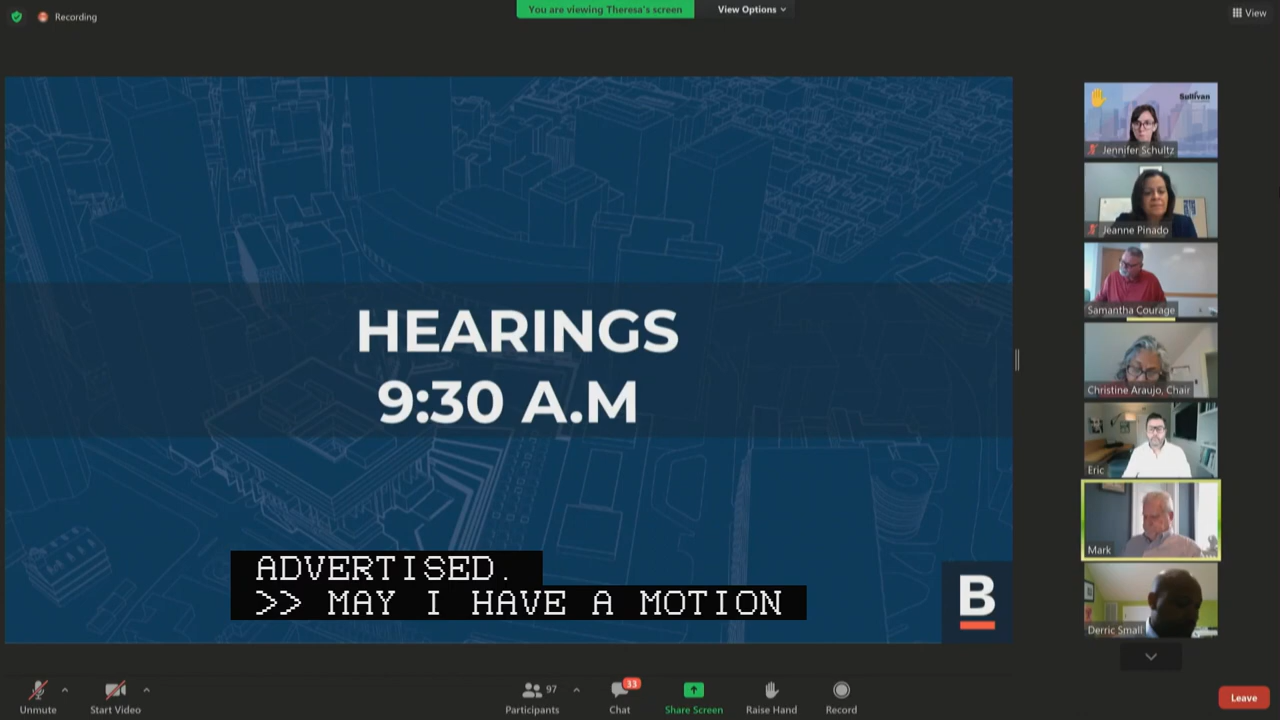 Recording
You are viewing Theresa's screen
View Options
View
Sullivan
Jennifer Schultz
Jeanne Pinado
Samantha Courage
Christine Araujo, Chair
Eric
Mark
Derric Small
HEARINGS
9:30 A.M
ADVERTISED.
>> MAY I HAVE A MOTION
B
Unmute
Start Video
97
Participants
33
Chat
Share Screen
Raise Hand
Record
Leave